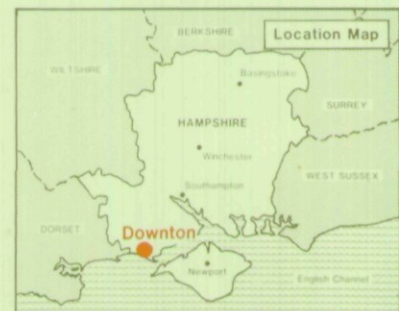 BERKSHIRE
Location Map
WILTSHIRE
Basingstoke
SURREY
HAMPSHIRE
Winchester
WEST SUSSEX
Southampton
DORSET
Downton
Newport
English Channel